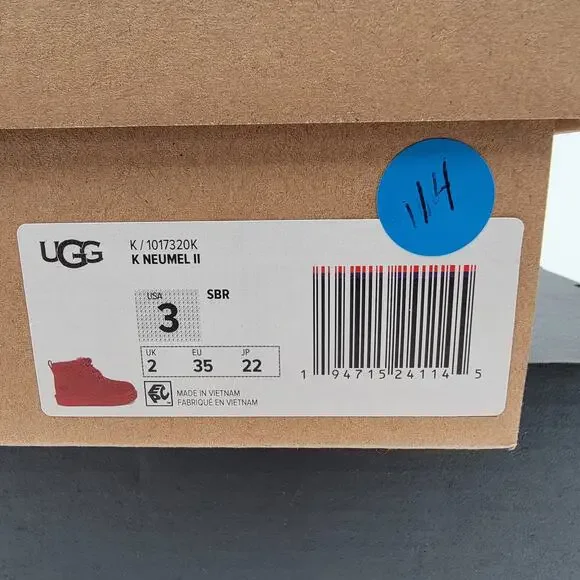 114
UGG
K / 1017320K
K NEUMEL II
USA
3
SBR
UK EU JP
2 35 22
MADE IN VIETNAM
FABRIQUÉ EN VIETNAM
1 94715 24114 5